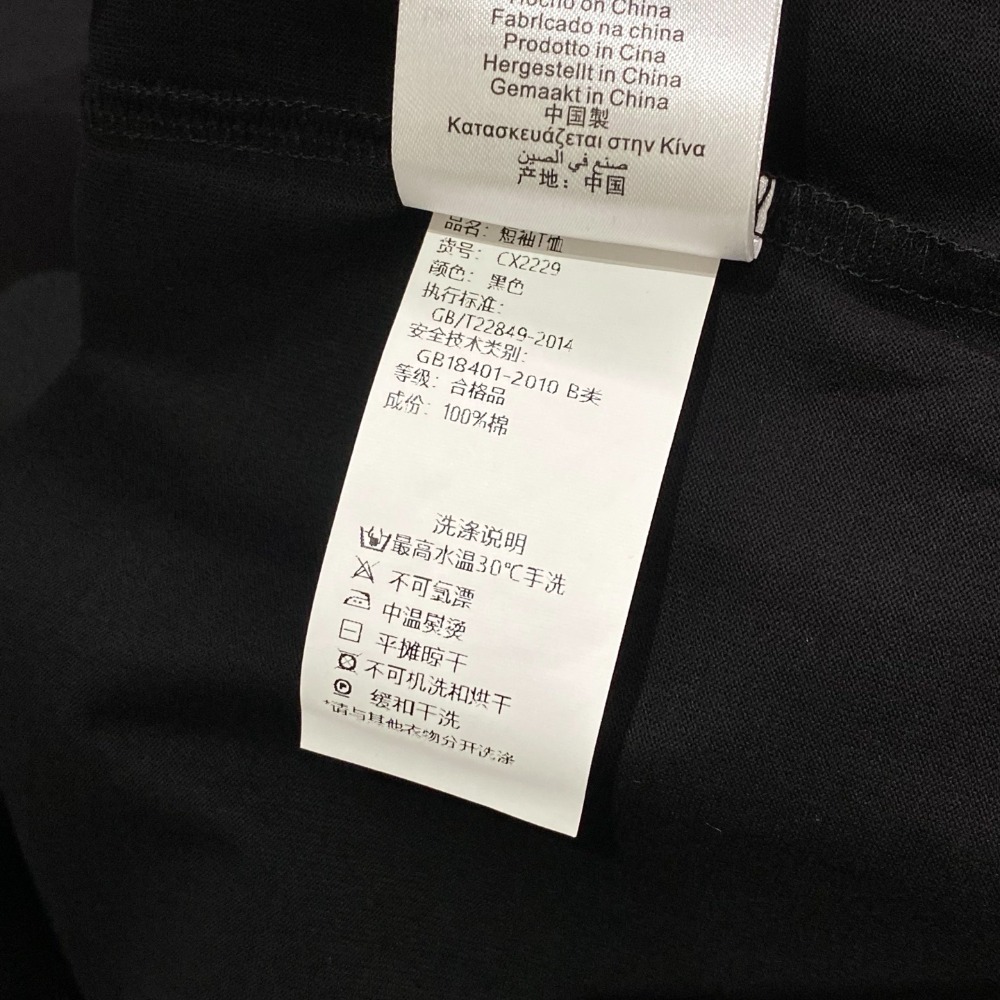 Hecho on China
Fabrlcado na china
Prodotto in Cina
Hergestellt in China
Gemaakt in China
中国製
Κατασκευάζεται στην Κίνα
صنع في الصين
产地：中国
品名：短袖T恤
货号：CX2229
颜色：黑色
执行标准：
GB/T22849-2014
安全技术类别：
GB18401-2010 B类
等级：合格品
成份：100%棉
洗涤说明
最高水温30℃手洗
不可氯漂
中温熨烫
平摊晾干
不可机洗和烘干
P 缓和干洗
*请与其他衣物分开洗涤